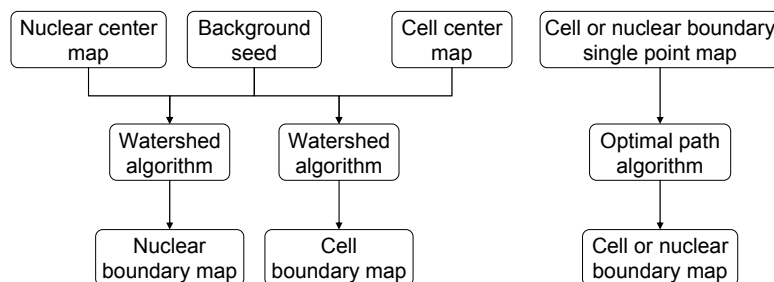 Nuclear center
map
Background
seed
Cell center
map
Cell or nuclear boundary
single point map
Watershed
algorithm
Watershed
algorithm
Optimal path
algorithm
Nuclear
boundary map
Cell
boundary map
Cell or nuclear
boundary map